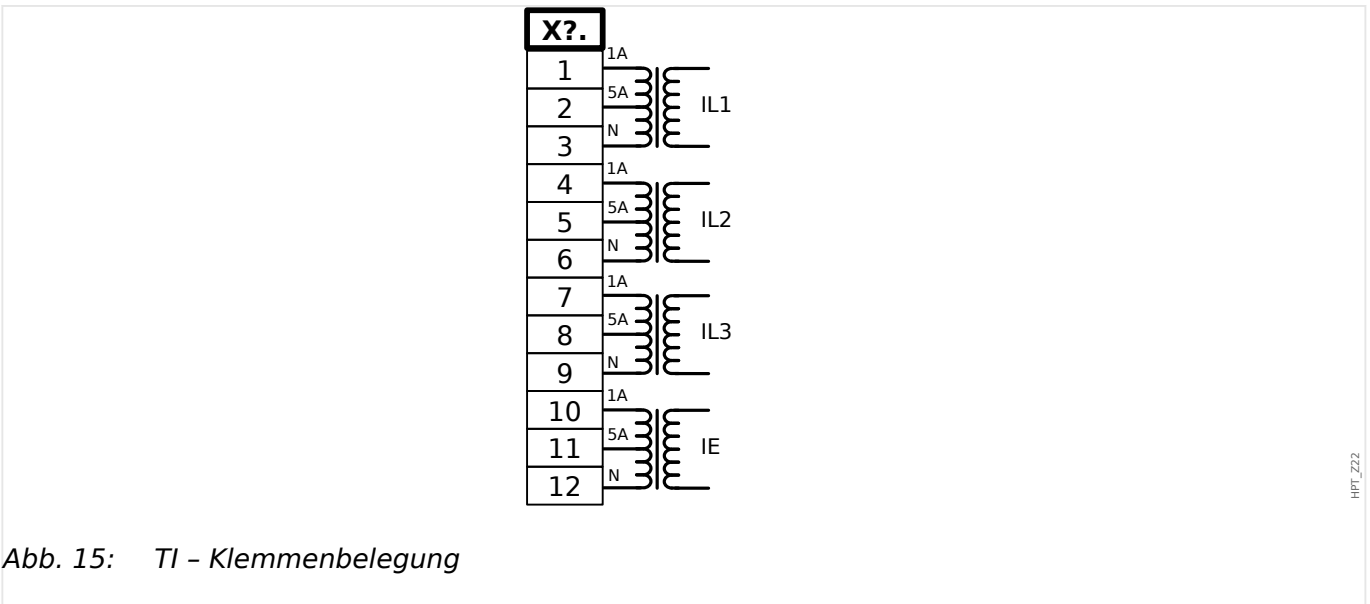 X?.
1A
1
5A
IL1
2
N
3
1A
4
5A
IL2
5
N
6
1A
7
5A
IL3
8
N
9
1A
10
5A
IE
11
N
12
HPT_Z22
Abb. 15: TI – Klemmenbelegung